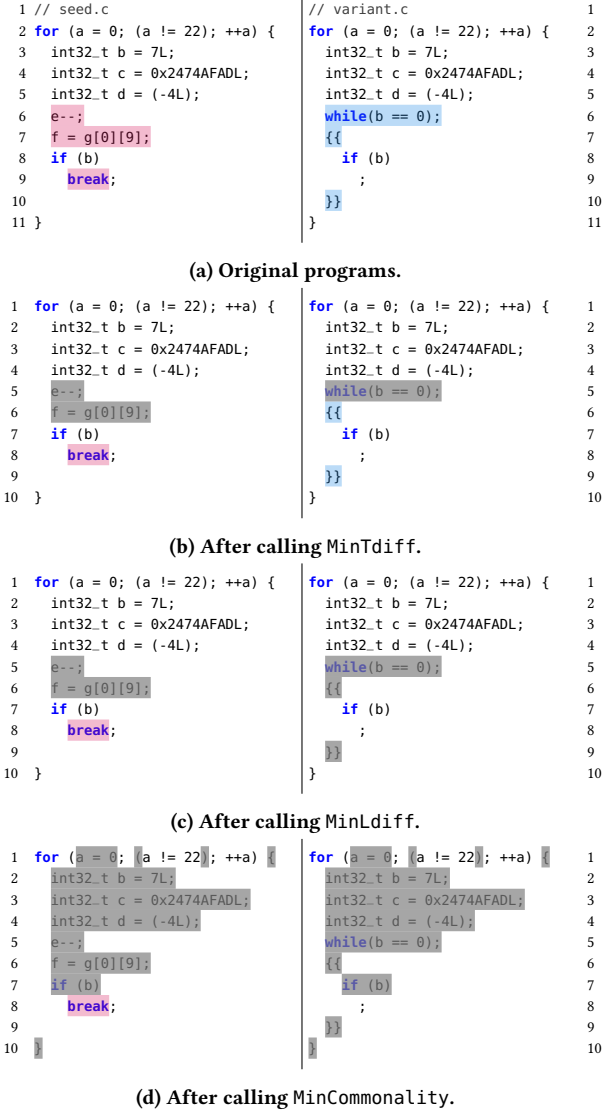 1 // seed.c // variant.c 1
2 for (a = 0; (a != 22); ++a) { for (a = 0; (a != 22); ++a) { 2
3 int32_t b = 7L; int32_t b = 7L; 3
4 int32_t c = 0x2474AFADL; int32_t c = 0x2474AFADL; 4
5 int32_t d = (-4L); int32_t d = (-4L); 5
6 e--; while(b == 0); 6
7 f = g[0][9]; {{ 7
8 if (b) if (b) 8
9 break; ; 9
10 }} 10
11 } } 11
(a) Original programs.
1 for (a = 0; (a != 22); ++a) { for (a = 0; (a != 22); ++a) { 1
2 int32_t b = 7L; int32_t b = 7L; 2
3 int32_t c = 0x2474AFADL; int32_t c = 0x2474AFADL; 3
4 int32_t d = (-4L); int32_t d = (-4L); 4
5 e--; while(b == 0); 5
6 f = g[0][9]; {{ 6
7 if (b) if (b) 7
8 break; ; 8
9 }} 9
10 } } 10
(b) After calling MinTdiff.
1 for (a = 0; (a != 22); ++a) { for (a = 0; (a != 22); ++a) { 1
2 int32_t b = 7L; int32_t b = 7L; 2
3 int32_t c = 0x2474AFADL; int32_t c = 0x2474AFADL; 3
4 int32_t d = (-4L); int32_t d = (-4L); 4
5 e--; while(b == 0); 5
6 f = g[0][9]; {{ 6
7 if (b) if (b) 7
8 break; ; 8
9 }} 9
10 } } 10
(c) After calling MinLdiff.
1 for (a = 0; (a != 22); ++a) { for (a = 0; (a != 22); ++a) { 1
2 int32_t b = 7L; int32_t b = 7L; 2
3 int32_t c = 0x2474AFADL; int32_t c = 0x2474AFADL; 3
4 int32_t d = (-4L); int32_t d = (-4L); 4
5 e--; while(b == 0); 5
6 f = g[0][9]; {{ 6
7 if (b) if (b) 7
8 break; ; 8
9 }} 9
10 } } 10
(d) After calling MinCommonality.